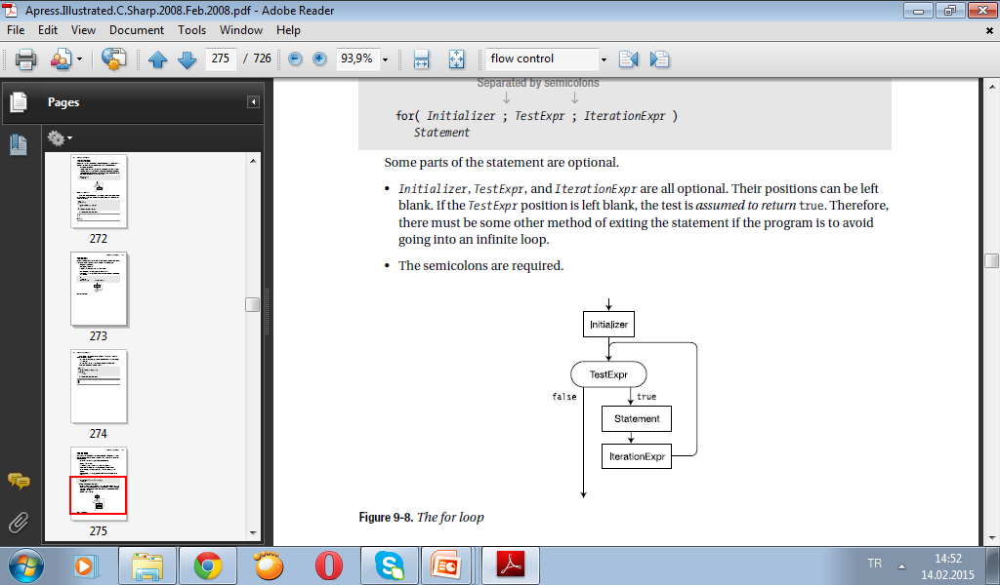 Apress.Illustrated.C.Sharp.2008.Feb.2008.pdf - Adobe Reader
File Edit View Document Tools Window Help
275 / 726 93,9% flow control
Pages
272
273
274
275
Separated by semicolons
for( Initializer ; TestExpr ; IterationExpr )
Statement
Some parts of the statement are optional.
• Initializer, TestExpr, and IterationExpr are all optional. Their positions can be left
blank. If the TestExpr position is left blank, the test is assumed to return true. Therefore,
there must be some other method of exiting the statement if the program is to avoid
going into an infinite loop.
• The semicolons are required.
Initializer
TestExpr
false
true
Statement
IterationExpr
Figure 9-8. The for loop
TR
14:52
14.02.2015